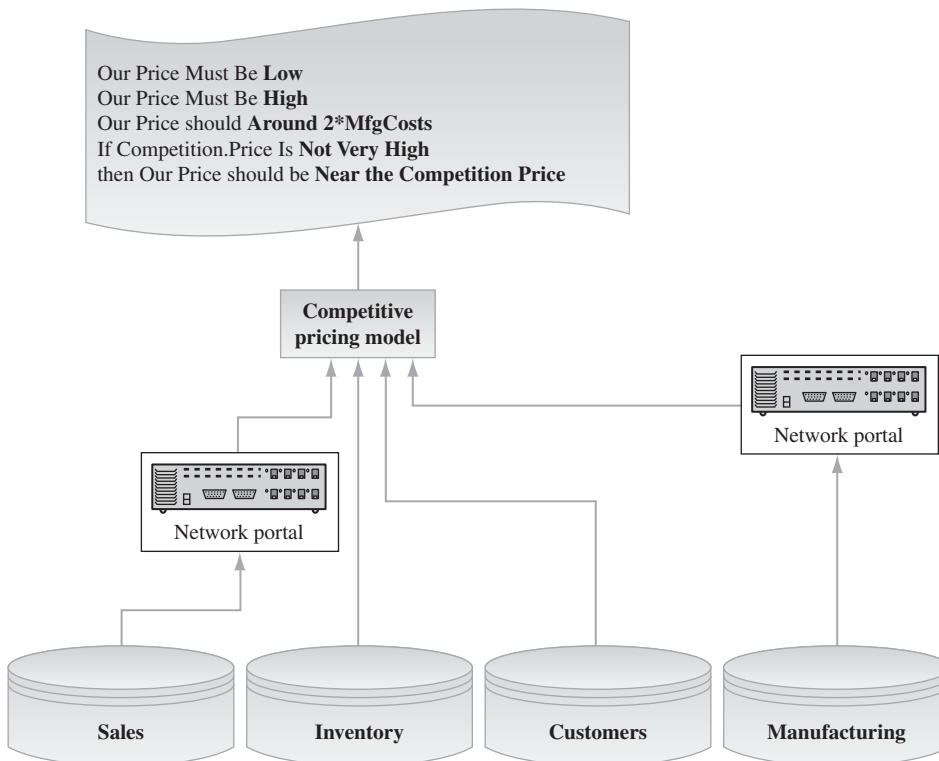 Our Price Must Be Low
Our Price Must Be High
Our Price should Around 2*MfgCosts
If Competition.Price Is Not Very High
then Our Price should be Near the Competition Price
Competitive
pricing model
Network portal
Network portal
Sales
Inventory
Customers
Manufacturing